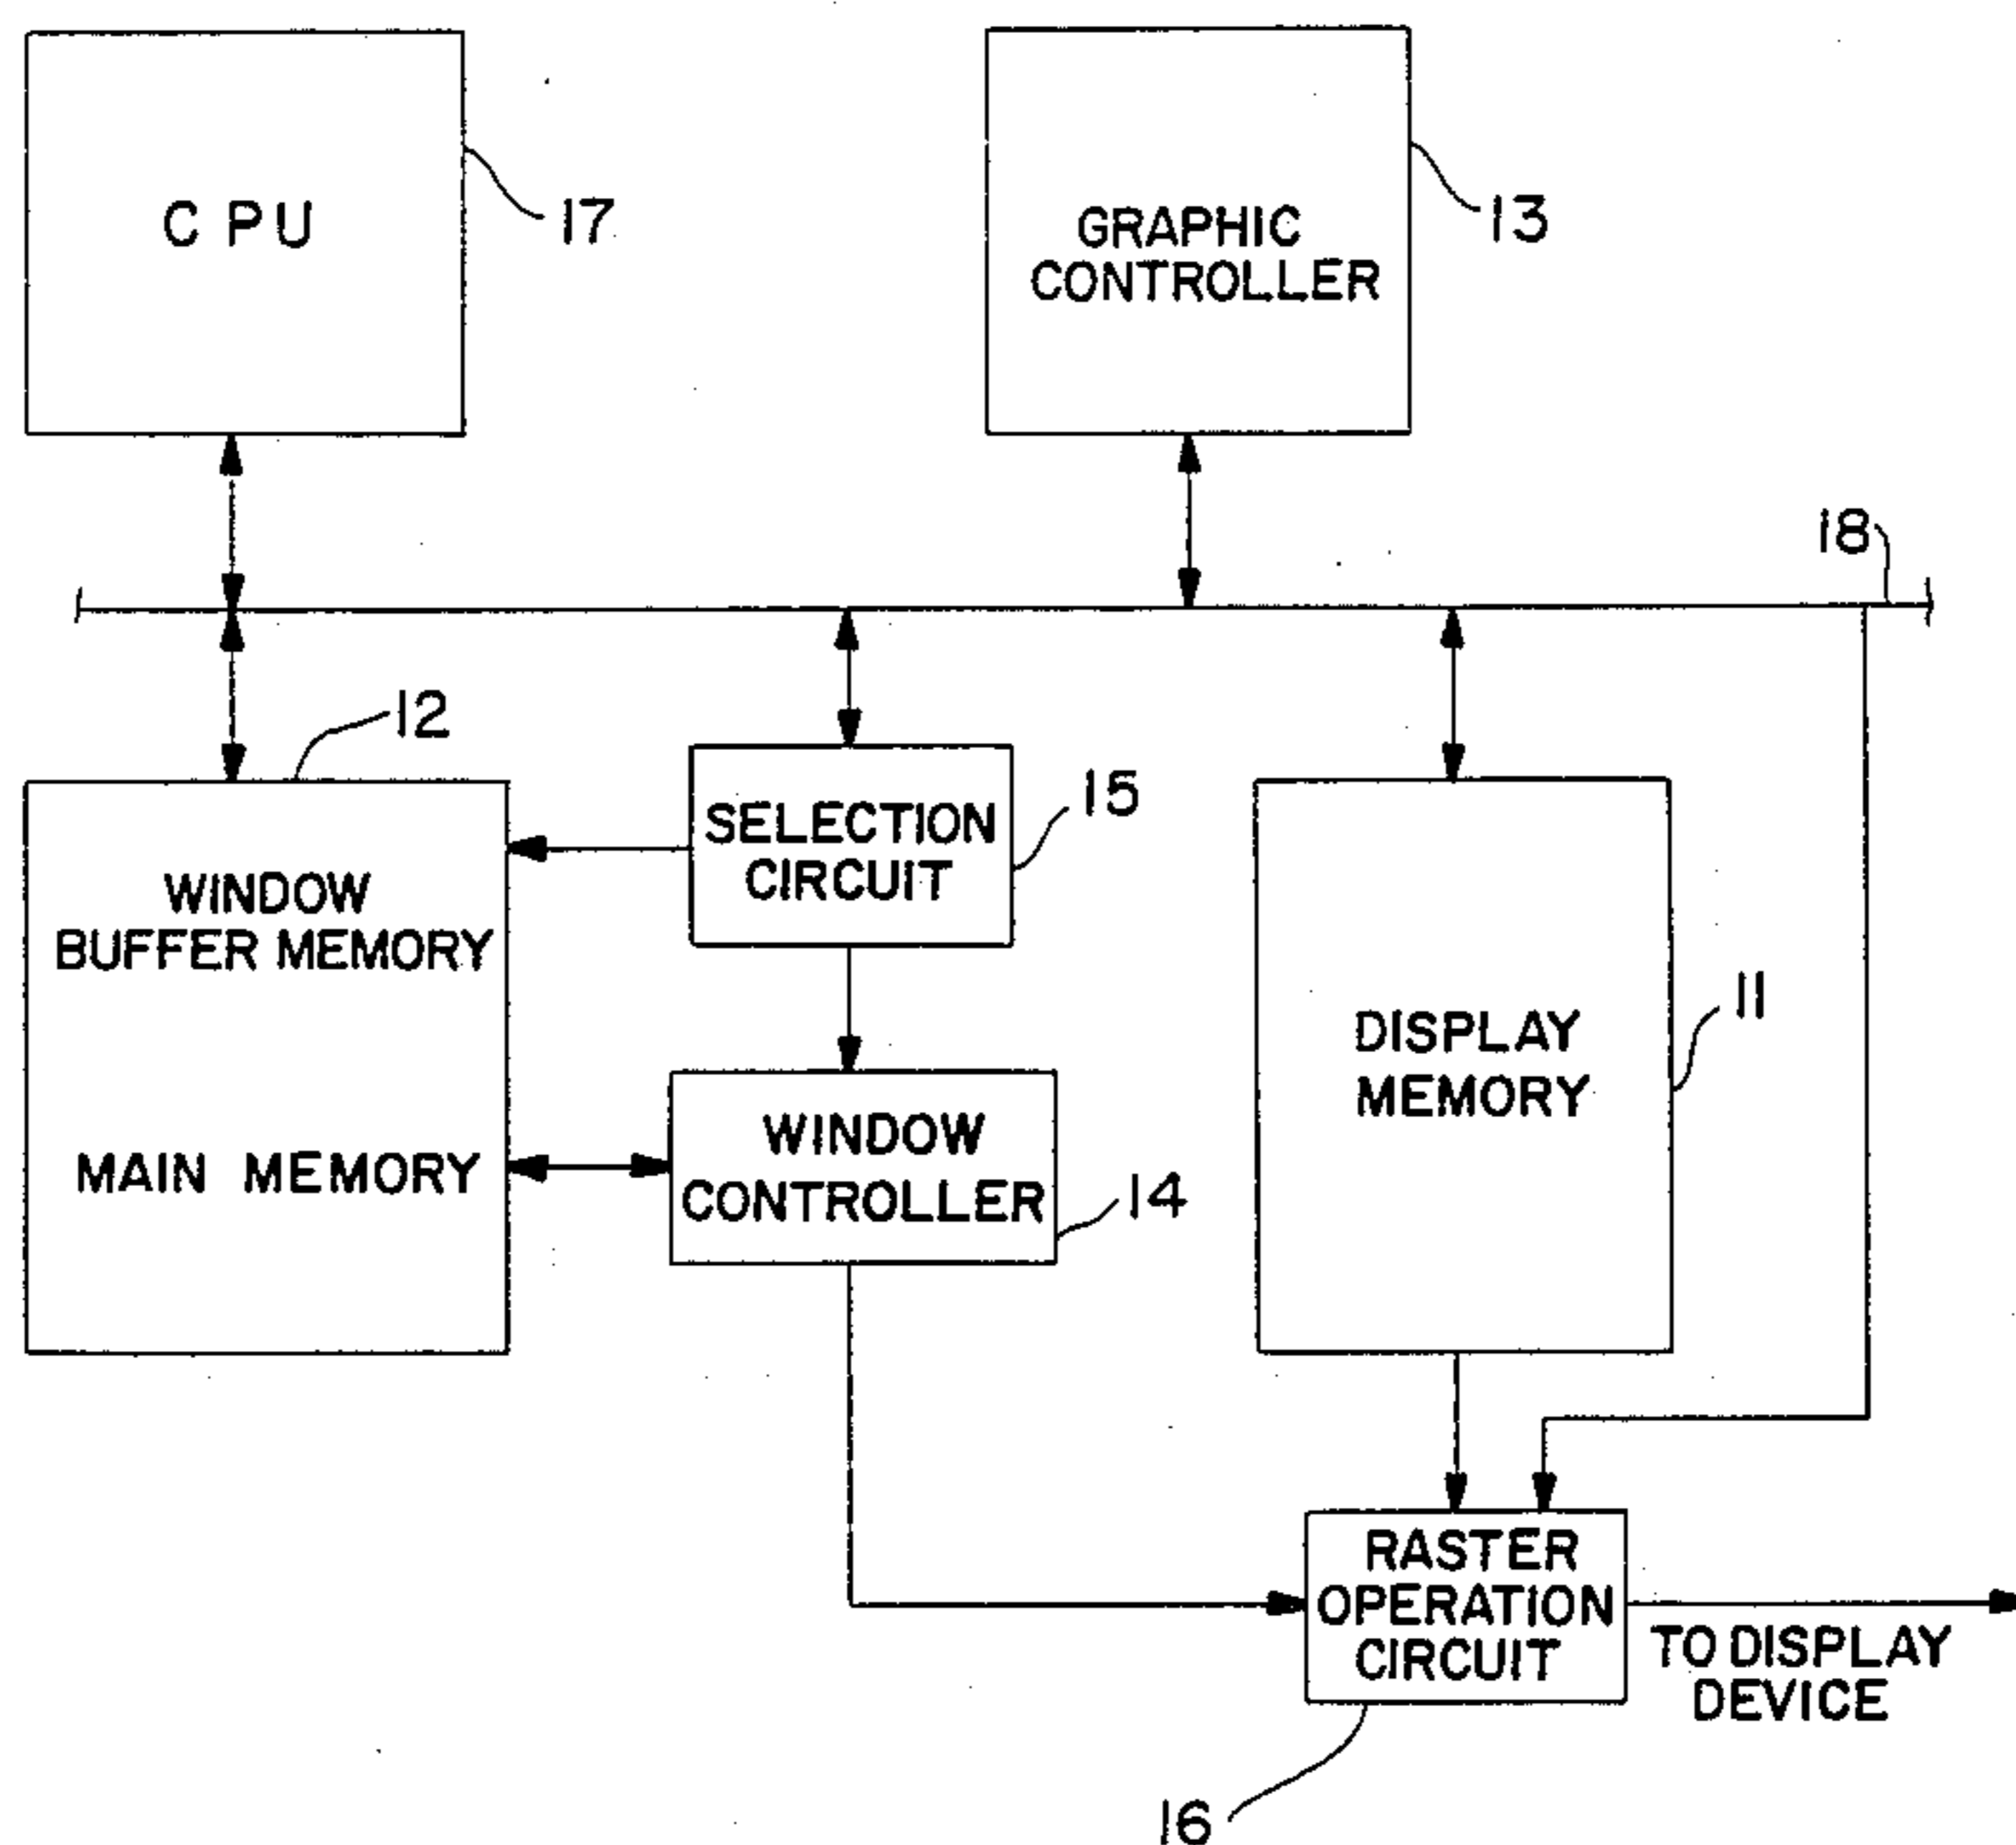 CPU
17
GRAPHIC
CONTROLLER
13
18
12
WINDOW
BUFFER MEMORY
MAIN MEMORY
SELECTION
CIRCUIT
15
WINDOW
CONTROLLER
14
DISPLAY
MEMORY
11
RASTER
OPERATION
CIRCUIT
16
TO DISPLAY
DEVICE